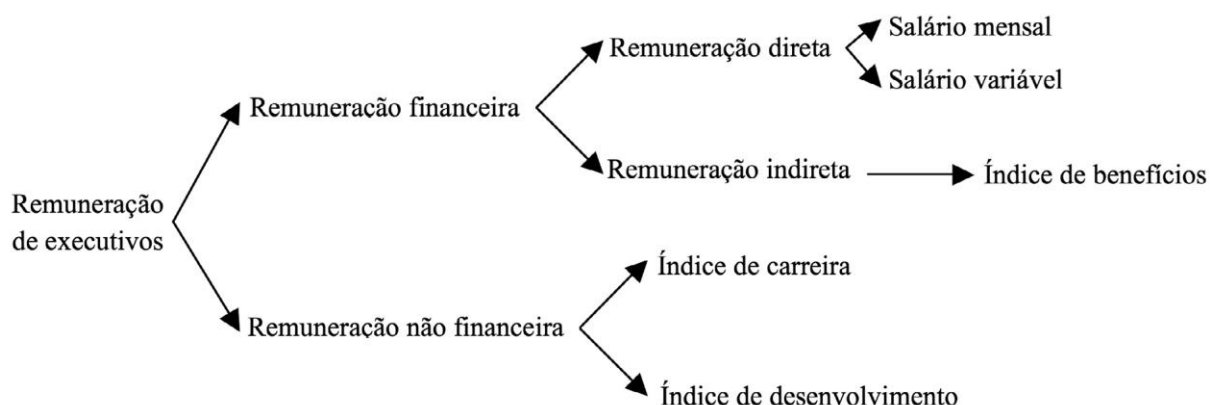 Salário mensal
Remuneração direta
Salário variável
Remuneração financeira
Remuneração indireta
Índice de benefícios
Remuneração
de executivos
Índice de carreira
Remuneração não financeira
Índice de desenvolvimento